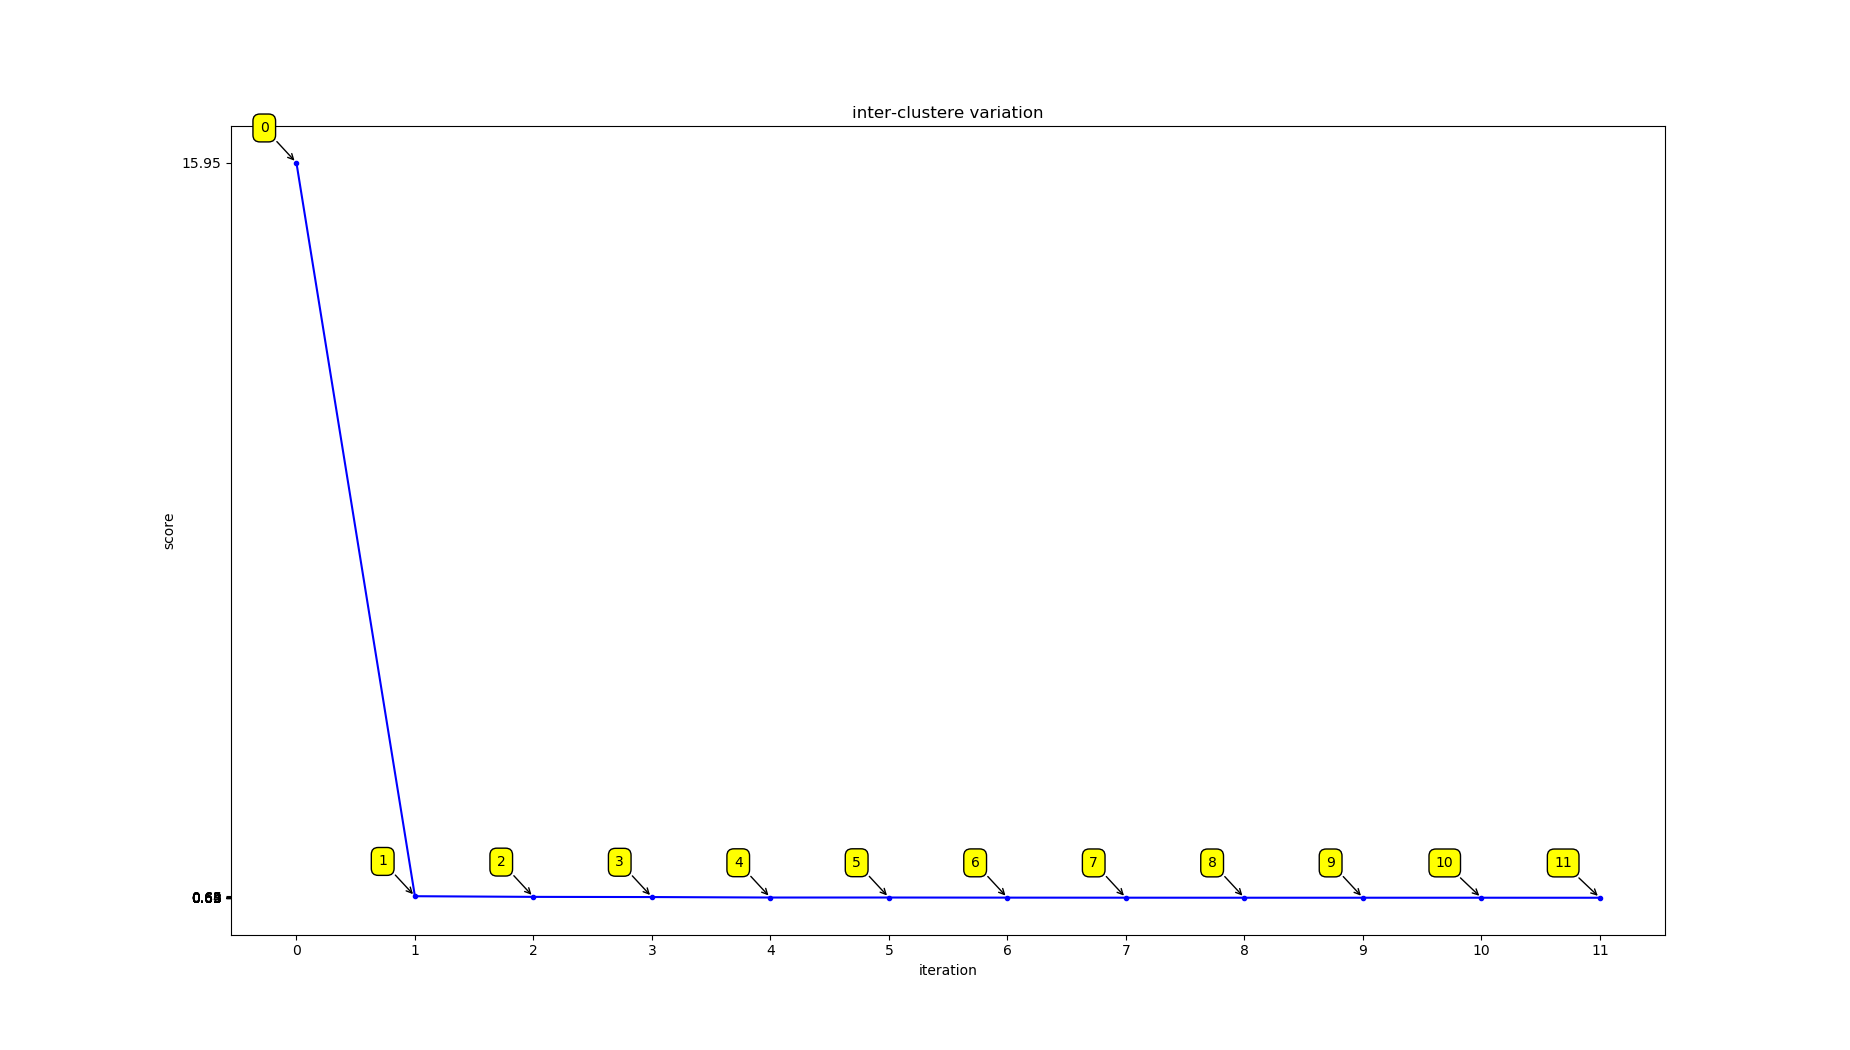 inter-clustere variation
0
15.95
score
1 2 3 4 5 6 7 8 9 10 11
0 1 2 3 4 5 6 7 8 9 10 11
iteration